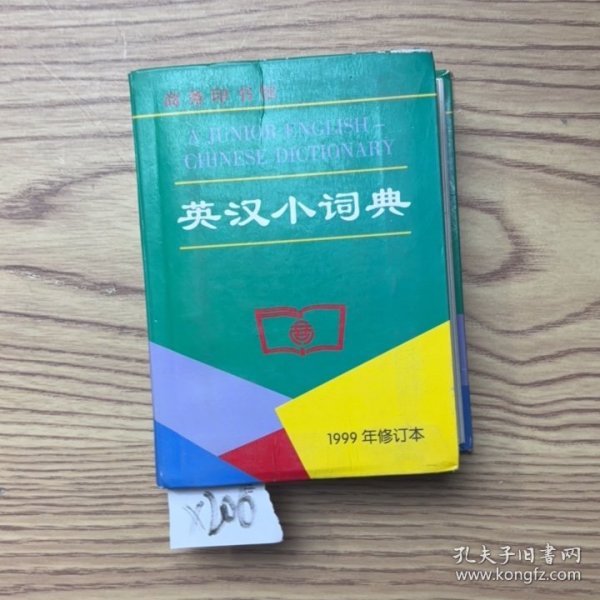 商务印书馆
A JUNIOR ENGLISH–
CHINESE DICTIONARY
英汉小词典
1999年修订本
孔夫子旧书网
www.kongfz.com